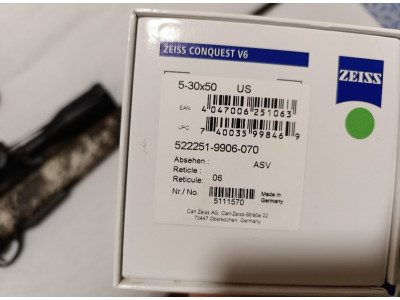 ZEISS CONQUEST V6
ZEISS
5-30x50 US
EAN
4 047006 251063
UPC
7 40035 99846 9
522251-9906-070
Absehen : ASV
Reticle :
Reticule: 06
Nr./ No. Made in
Germany
5111570
Carl Zeiss AG, Carl-Zeiss-Straße 22
73447 Oberkochen, Germany